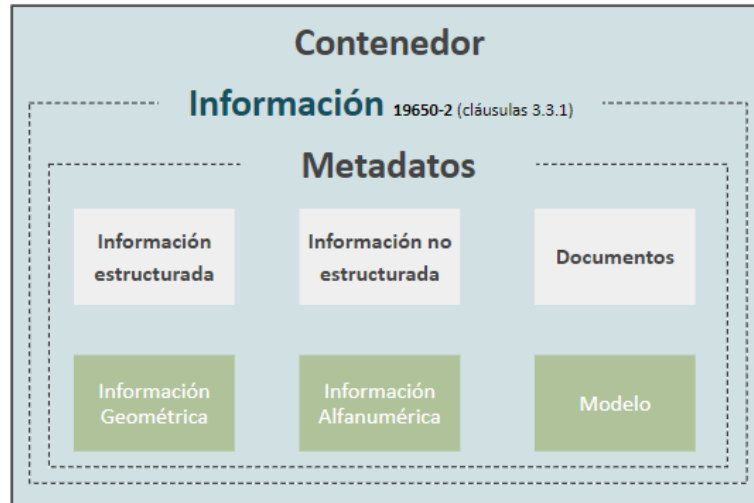 Contenedor
Información 19650-2 (cláusulas 3.3.1)
Metadatos
Información
estructurada
Información no
estructurada
Documentos
Información
Geométrica
Información
Alfanumérica
Modelo